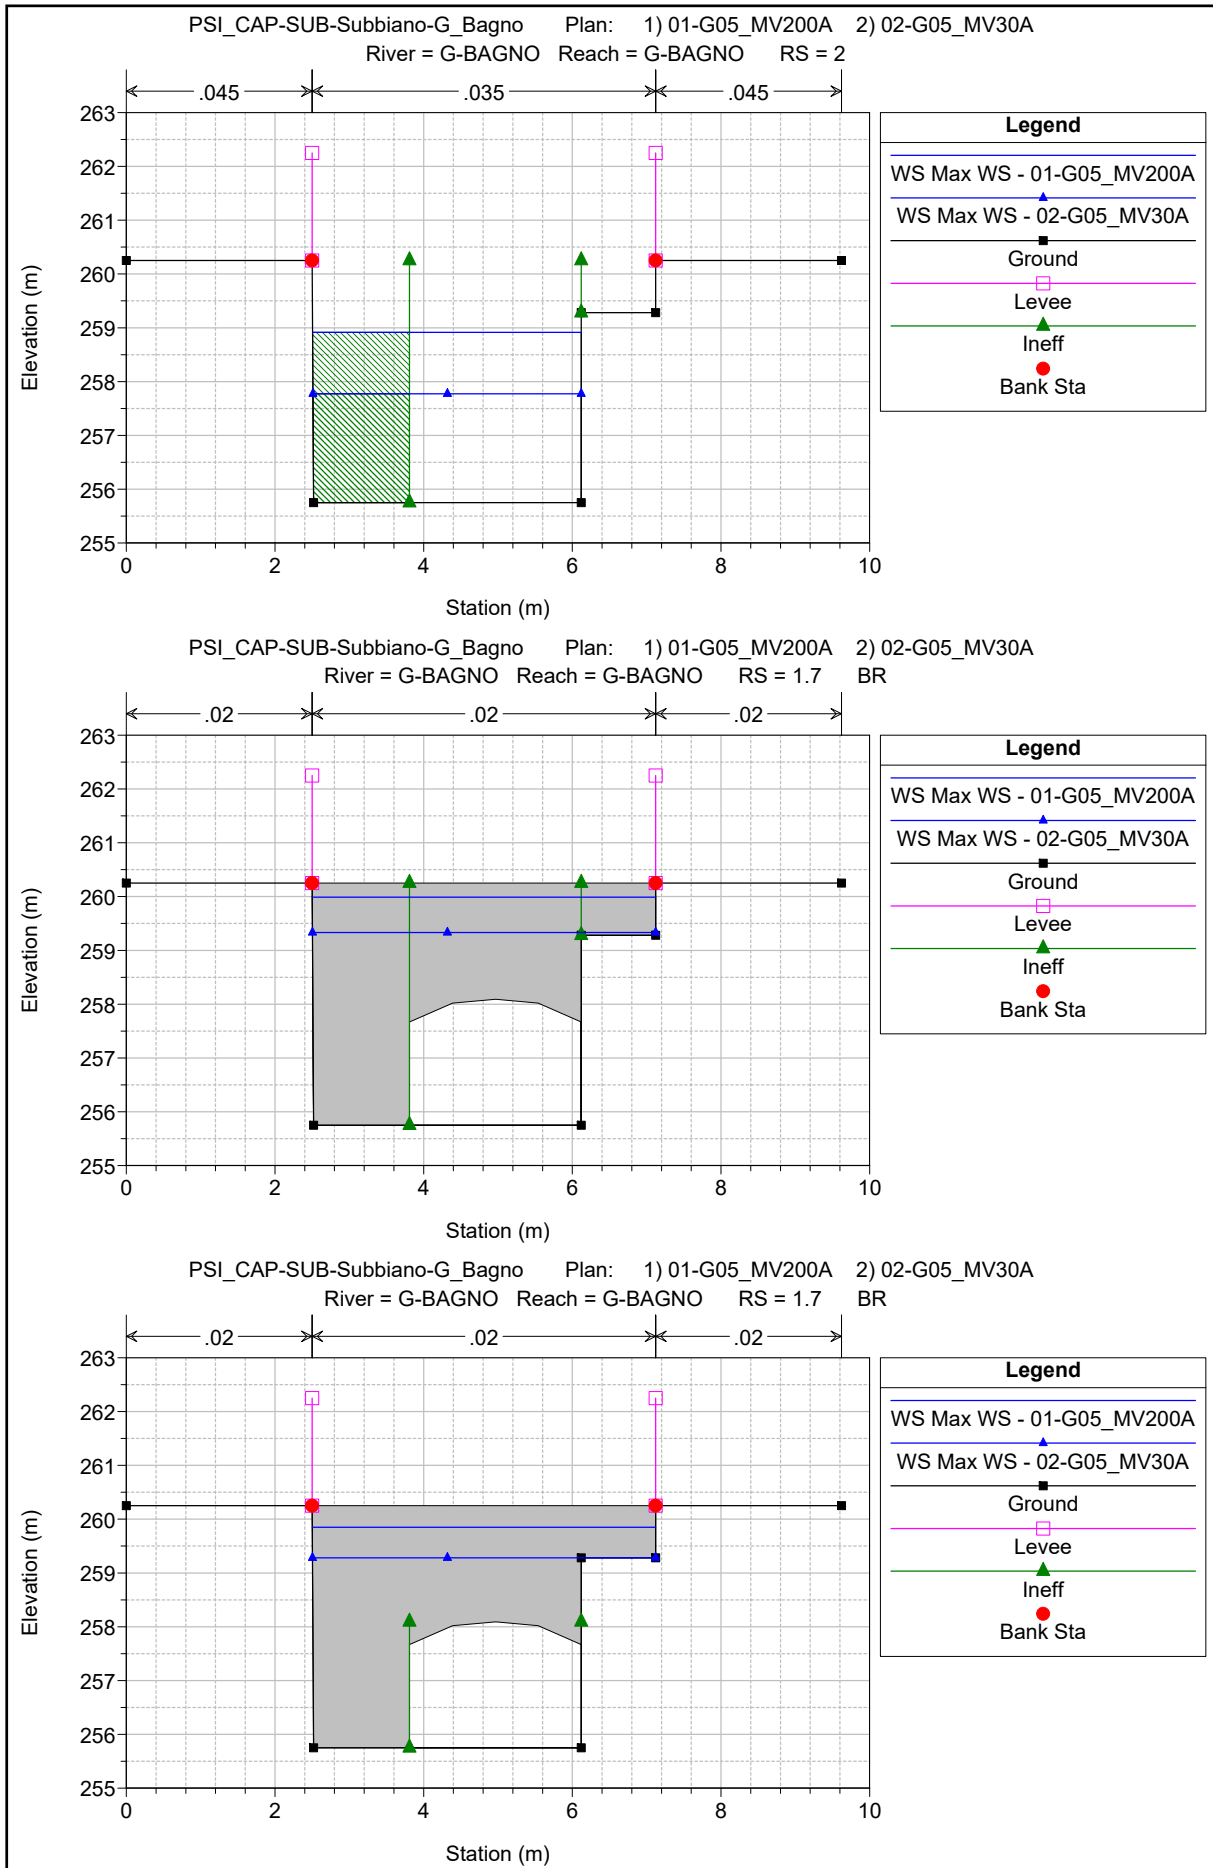 PSI_CAP-SUB-Subbiano-G_Bagno Plan: 1) 01-G05_MV200A 2) 02-G05_MV30A
River = G-BAGNO Reach = G-BAGNO RS = 2
.045 .035 .045
263
262
261
260
259
258
257
256
255
0 2 4 6 8 10
Elevation (m)
Station (m)
Legend
WS Max WS - 01-G05_MV200A
WS Max WS - 02-G05_MV30A
Ground
Levee
Ineff
Bank Sta
PSI_CAP-SUB-Subbiano-G_Bagno Plan: 1) 01-G05_MV200A 2) 02-G05_MV30A
River = G-BAGNO Reach = G-BAGNO RS = 1.7 BR
.02 .02 .02
263
262
261
260
259
258
257
256
255
0 2 4 6 8 10
Elevation (m)
Station (m)
Legend
WS Max WS - 01-G05_MV200A
WS Max WS - 02-G05_MV30A
Ground
Levee
Ineff
Bank Sta
PSI_CAP-SUB-Subbiano-G_Bagno Plan: 1) 01-G05_MV200A 2) 02-G05_MV30A
River = G-BAGNO Reach = G-BAGNO RS = 1.7 BR
.02 .02 .02
263
262
261
260
259
258
257
256
255
0 2 4 6 8 10
Elevation (m)
Station (m)
Legend
WS Max WS - 01-G05_MV200A
WS Max WS - 02-G05_MV30A
Ground
Levee
Ineff
Bank Sta